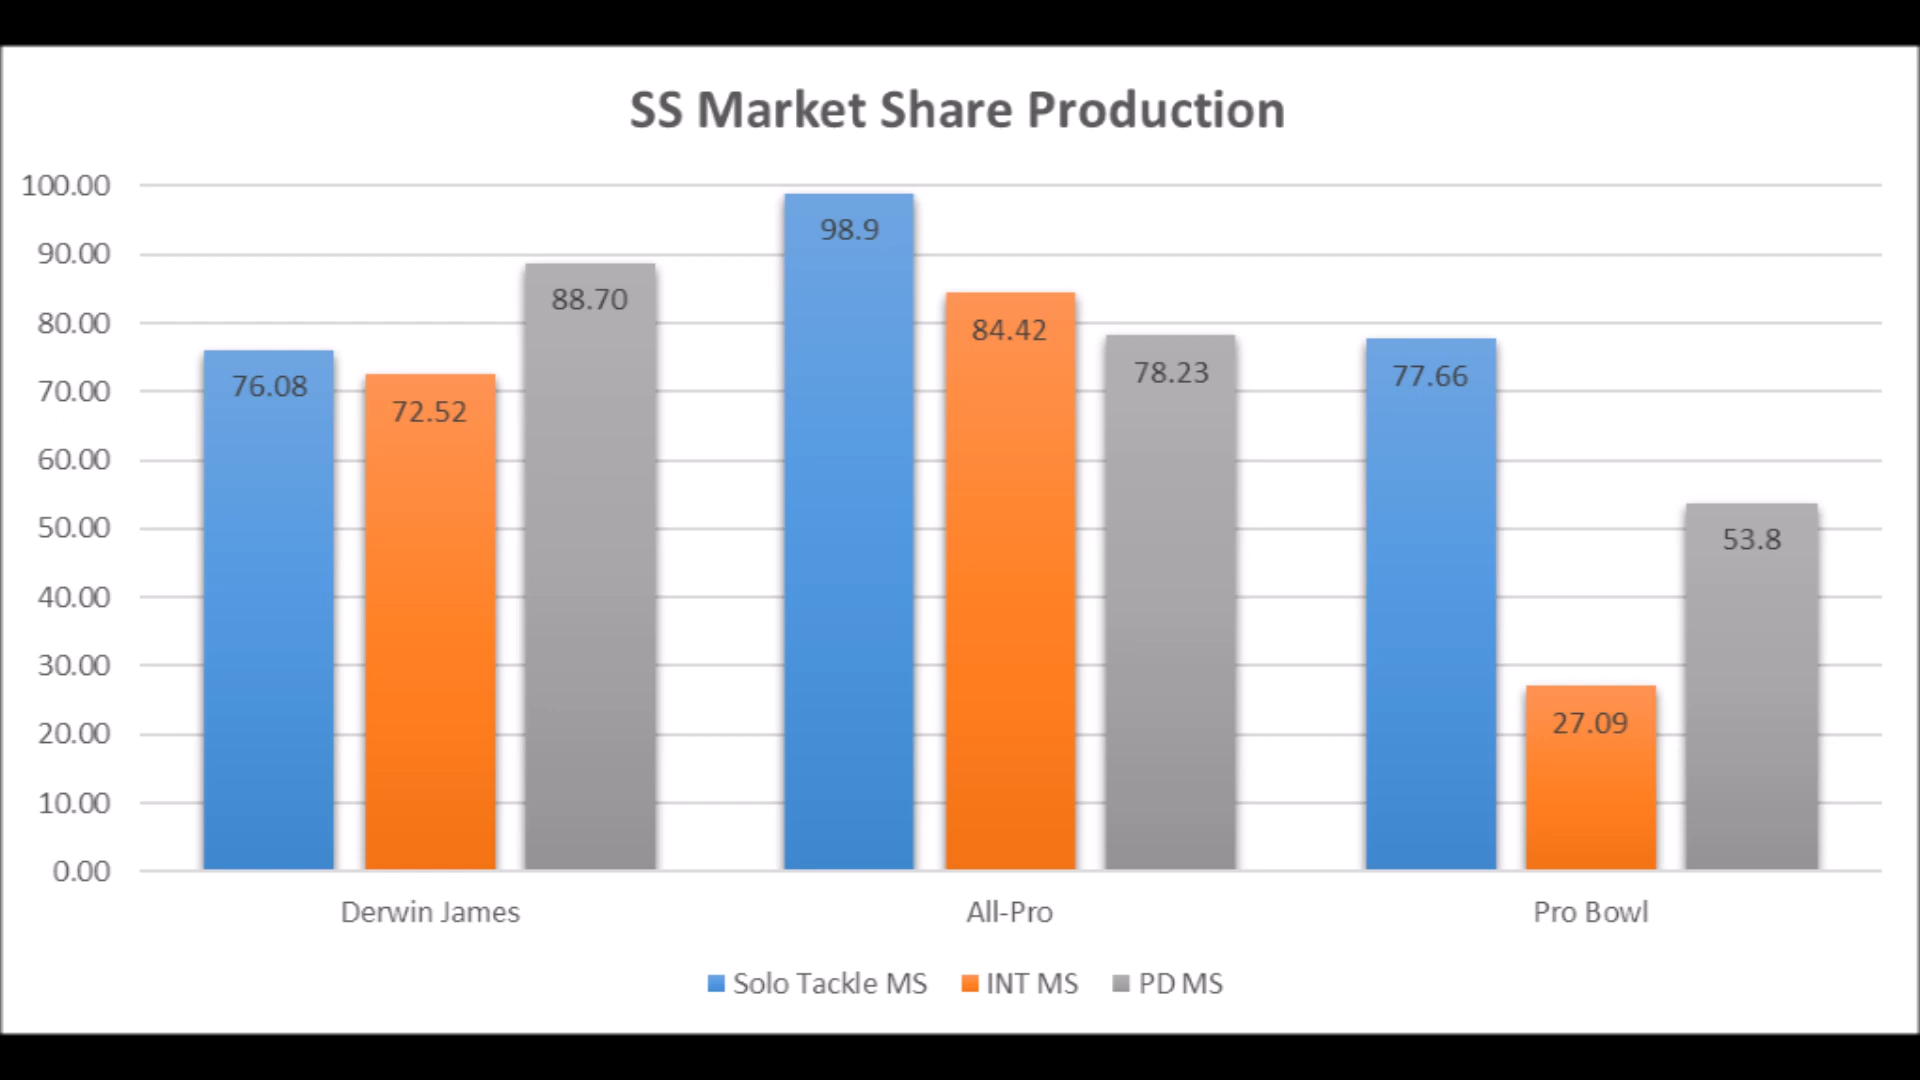 SS Market Share Production
100.00
90.00
80.00
70.00
60.00
50.00
40.00
30.00
20.00
10.00
0.00
76.08
72.52
88.70
98.9
84.42
78.23
77.66
27.09
53.8
Derwin James
All-Pro
Pro Bowl
Solo Tackle MS
INT MS
PD MS